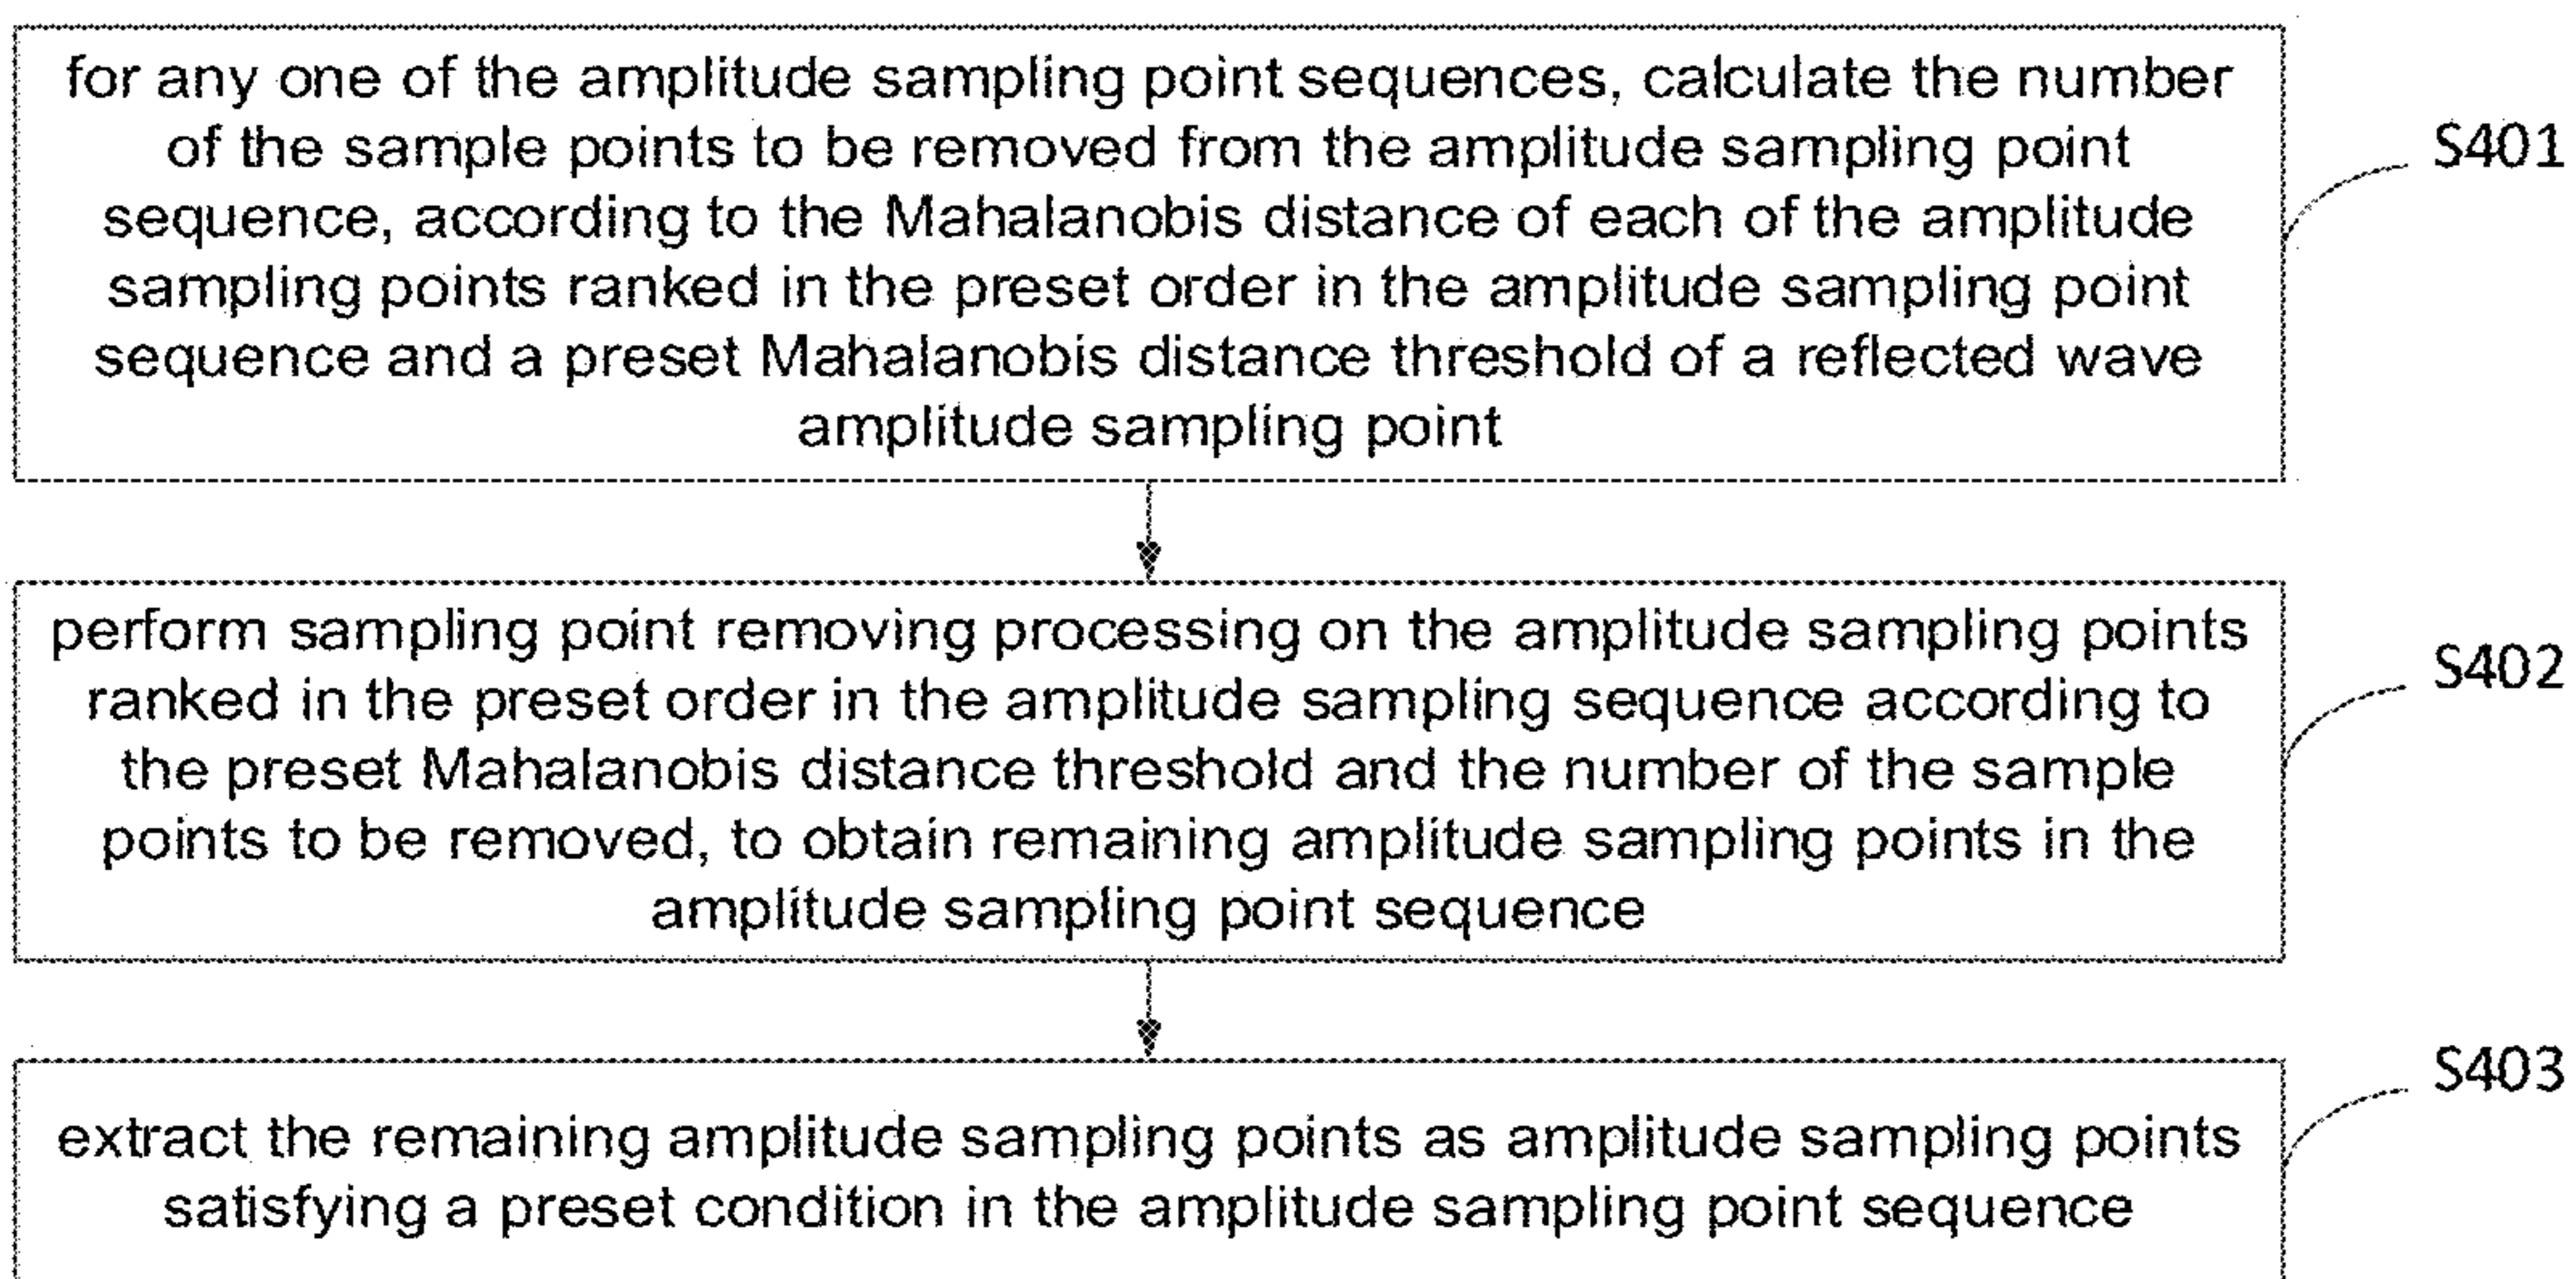 for any one of the amplitude sampling point sequences, calculate the number
of the sample points to be removed from the amplitude sampling point
sequence, according to the Mahalanobis distance of each of the amplitude
sampling points ranked in the preset order in the amplitude sampling point
sequence and a preset Mahalanobis distance threshold of a reflected wave
amplitude sampling point
S401
perform sampling point removing processing on the amplitude sampling points
ranked in the preset order in the amplitude sampling sequence according to
the preset Mahalanobis distance threshold and the number of the sample
points to be removed, to obtain remaining amplitude sampling points in the
amplitude sampling point sequence
S402
extract the remaining amplitude sampling points as amplitude sampling points
satisfying a preset condition in the amplitude sampling point sequence
S403